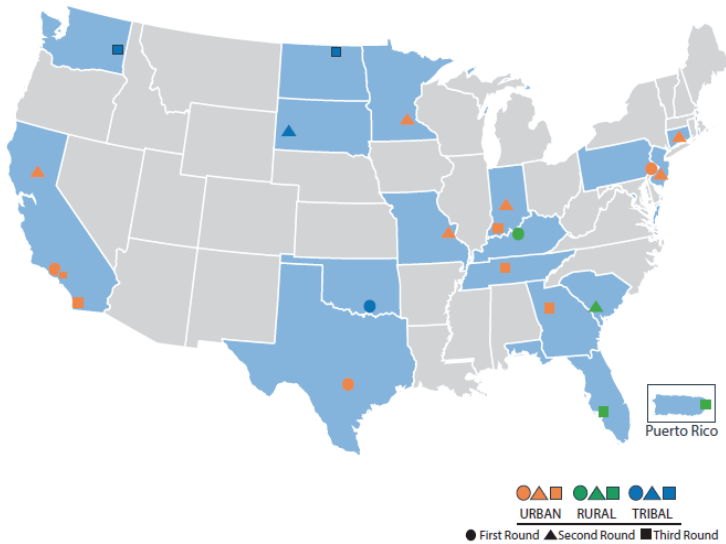 Puerto Rico
URBAN RURAL TRIBAL
First Round Second Round Third Round